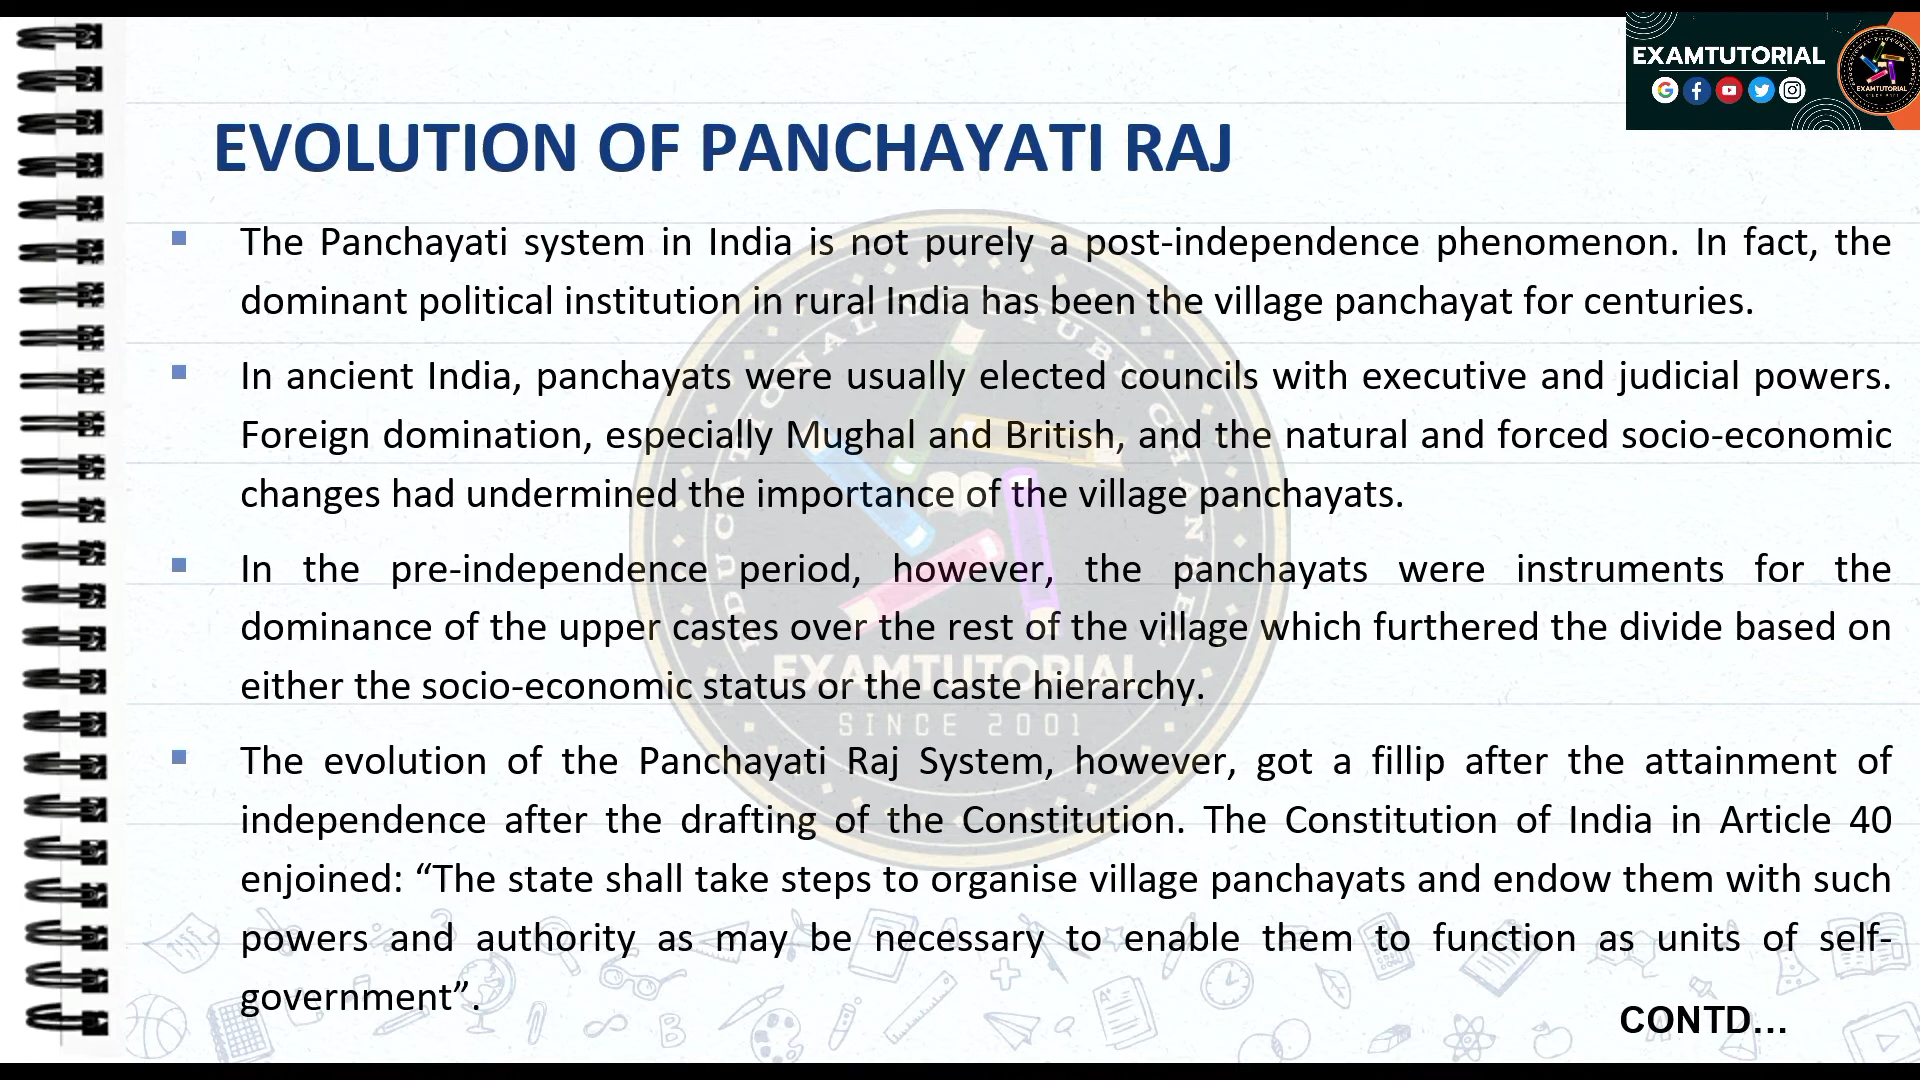 EXAMTUTORIAL
EXAMTUTORIAL
EVOLUTION OF PANCHAYATI RAJ
The Panchayati system in India is not purely a post-independence phenomenon. In fact, the
dominant political institution in rural India has been the village panchayat for centuries.
In ancient India, panchayats were usually elected councils with executive and judicial powers.
Foreign domination, especially Mughal and British, and the natural and forced socio-economic
changes had undermined the importance of the village panchayats.
In the pre-independence period, however, the panchayats were instruments for the
dominance of the upper castes over the rest of the village which furthered the divide based on
either the socio-economic status or the caste hierarchy.
The evolution of the Panchayati Raj System, however, got a fillip after the attainment of
independence after the drafting of the Constitution. The Constitution of India in Article 40
enjoined: “The state shall take steps to organise village panchayats and endow them with such
powers and authority as may be necessary to enable them to function as units of self-
government”.
CONTD...
EDUCATIONAL YOUTUBE CHANNEL
EXAMTUTORIAL
SINCE 2001